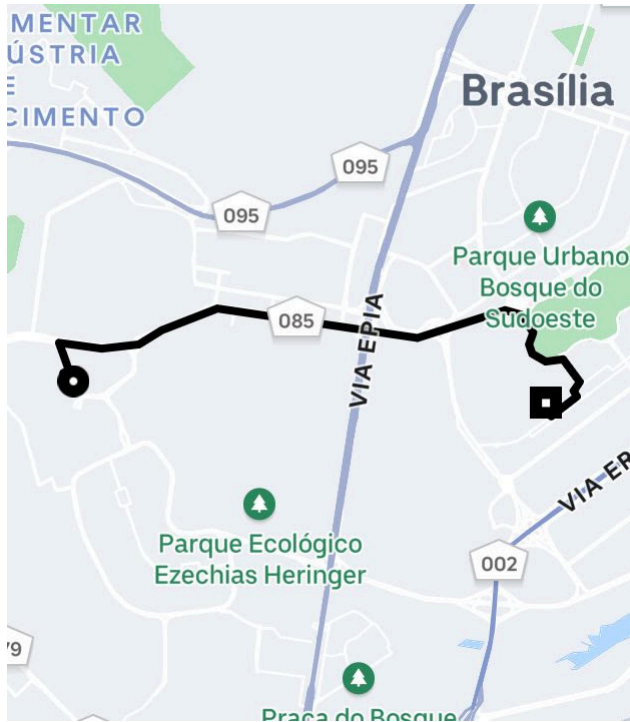 MENTAR
ÚSTRIA
E
CIMENTO
Brasília
095
095
Parque Urbano
Bosque do
Sudoeste
085
VIA EPIA
VIA ER
Parque Ecológico
Ezechias Heringer
002
79
Praça do Bosque